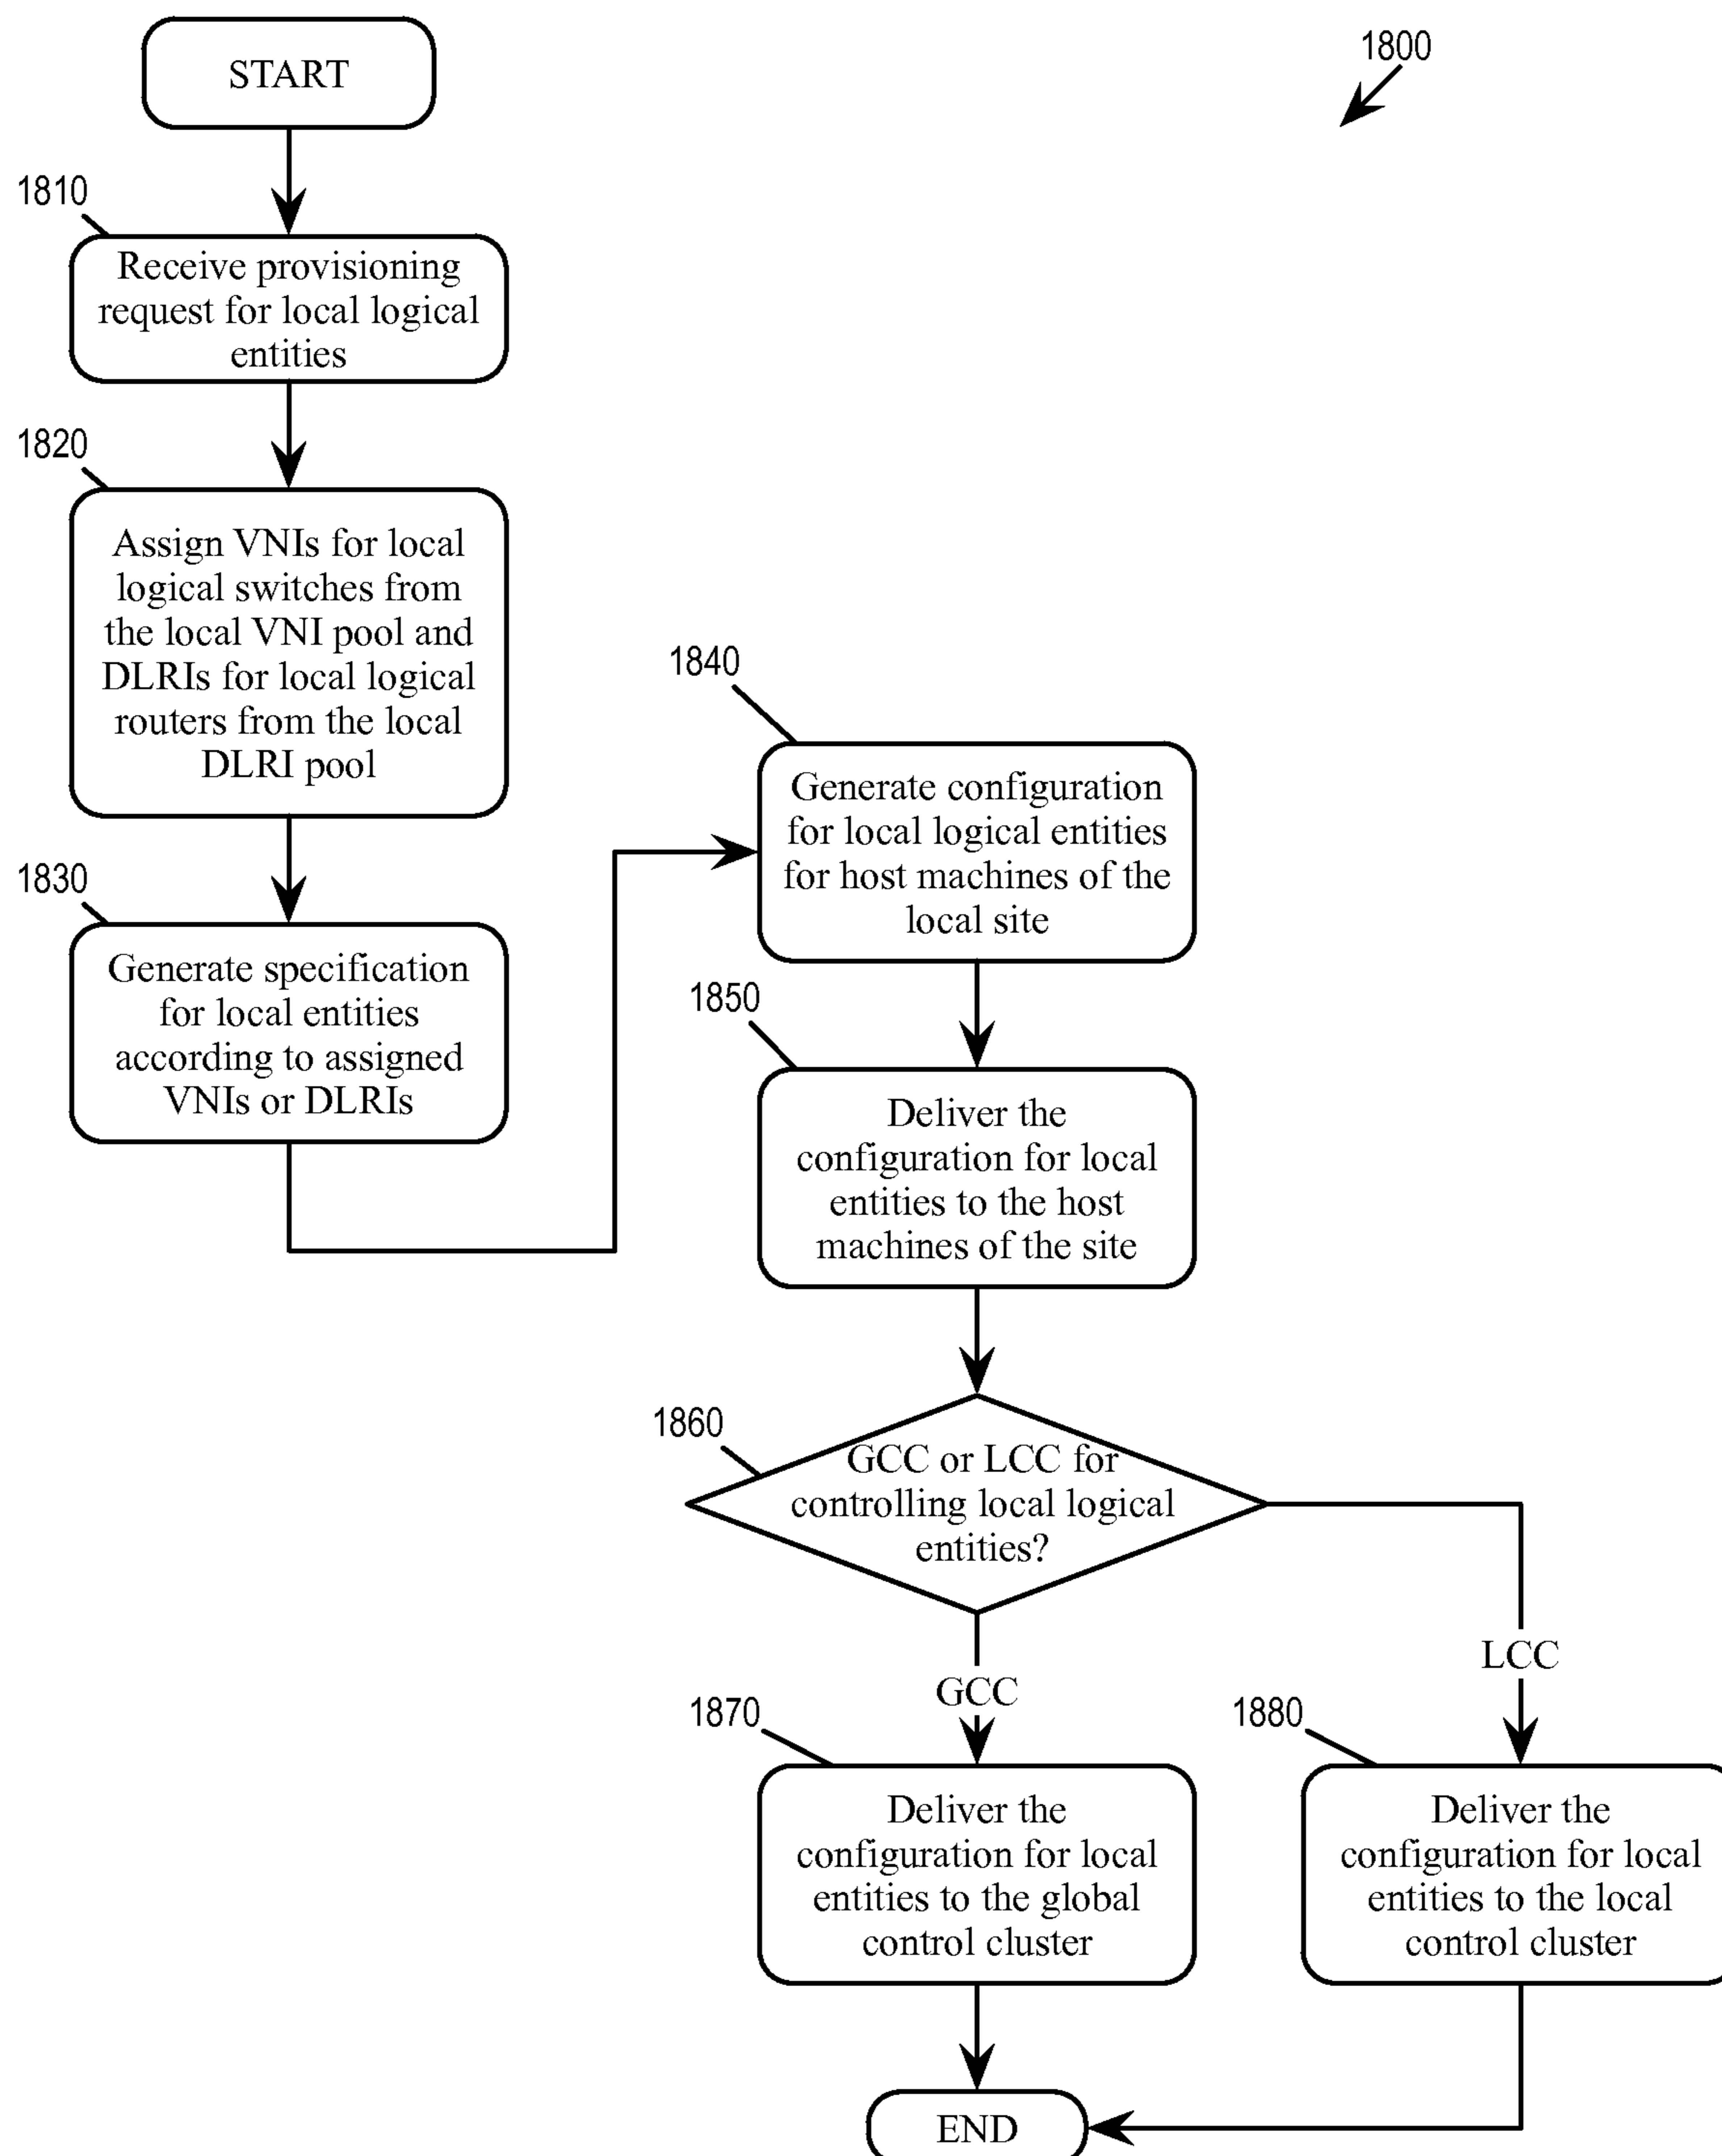 START
1800
1810
Receive provisioning
request for local logical
entities
1820
Assign VNIs for local
logical switches from
the local VNI pool and
DLRIs for local logical
routers from the local
DLRI pool
1830
Generate specification
for local entities
according to assigned
VNIs or DLRIs
1840
Generate configuration
for local logical entities
for host machines of the
local site
1850
Deliver the
configuration for local
entities to the host
machines of the site
1860
GCC or LCC for
controlling local logical
entities?
GCC
LCC
1870
Deliver the
configuration for local
entities to the global
control cluster
1880
Deliver the
configuration for local
entities to the local
control cluster
END